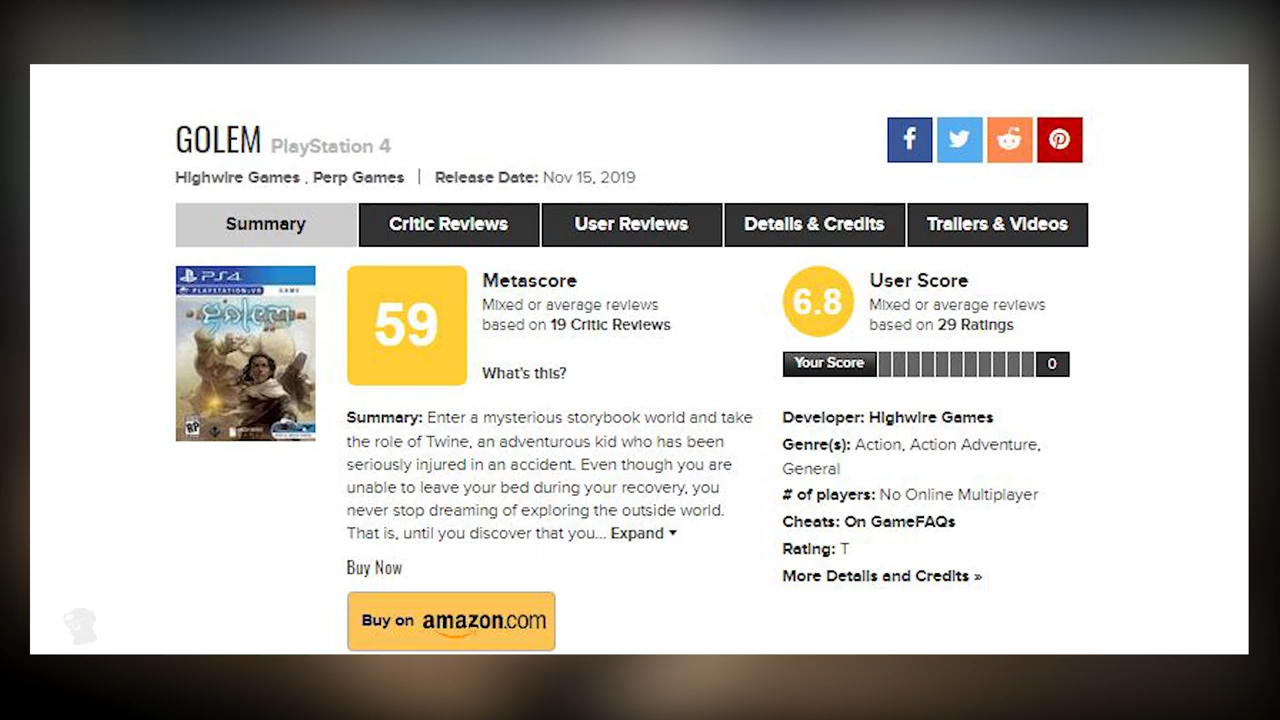 GOLEM PlayStation 4
Highwire Games , Perp Games | Release Date: Nov 15, 2019
Summary
Critic Reviews
User Reviews
Details & Credits
Trailers & Videos
PS4
PLAYSTATION VR GAME
golem
RP
59
Metascore
Mixed or average reviews
based on 19 Critic Reviews
What's this?
6.8
User Score
Mixed or average reviews
based on 29 Ratings
Your Score 0
Summary: Enter a mysterious storybook world and take
the role of Twine, an adventurous kid who has been
seriously injured in an accident. Even though you are
unable to leave your bed during your recovery, you
never stop dreaming of exploring the outside world.
That is, until you discover that you... Expand
Buy Now
Buy on amazon.com
Developer: Highwire Games
Genre(s): Action, Action Adventure,
General
# of players: No Online Multiplayer
Cheats: On GameFAQs
Rating: T
More Details and Credits »